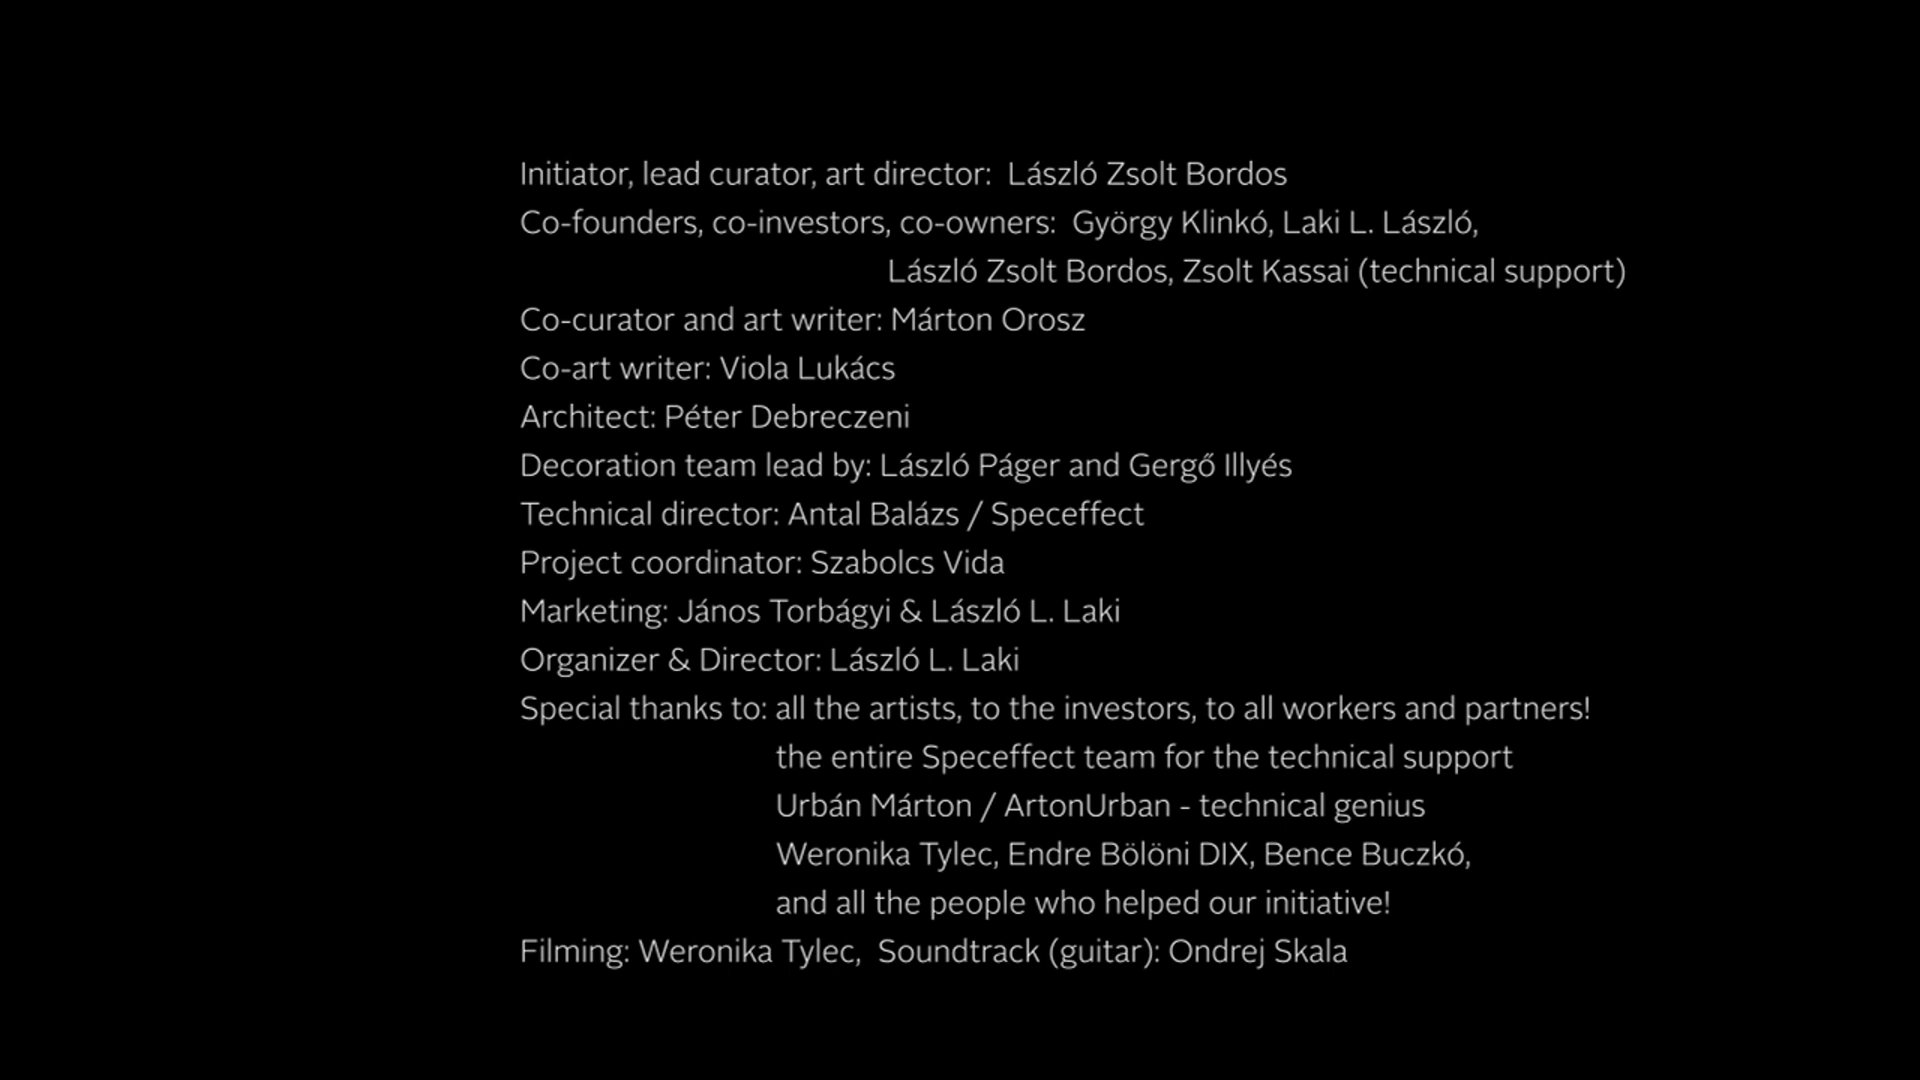 Initiator, lead curator, art director:  László Zsolt Bordos
Co-founders, co-investors, co-owners:  György Klinkó, Laki L. László,
László Zsolt Bordos, Zsolt Kassai (technical support)
Co-curator and art writer: Márton Orosz
Co-art writer: Viola Lukács
Architect: Péter Debreczeni
Decoration team lead by: László Páger and Gergő Illyés
Technical director: Antal Balázs / Speceffect
Project coordinator: Szabolcs Vida
Marketing: János Torbágyi & László L. Laki
Organizer & Director: László L. Laki
Special thanks to: all the artists, to the investors, to all workers and partners!
the entire Speceffect team for the technical support
Urbán Márton / ArtonUrban - technical genius
Weronika Tylec, Endre Bölöni DIX, Bence Buczkó,
and all the people who helped our initiative!
Filming: Weronika Tylec,  Soundtrack (guitar): Ondrej Skala